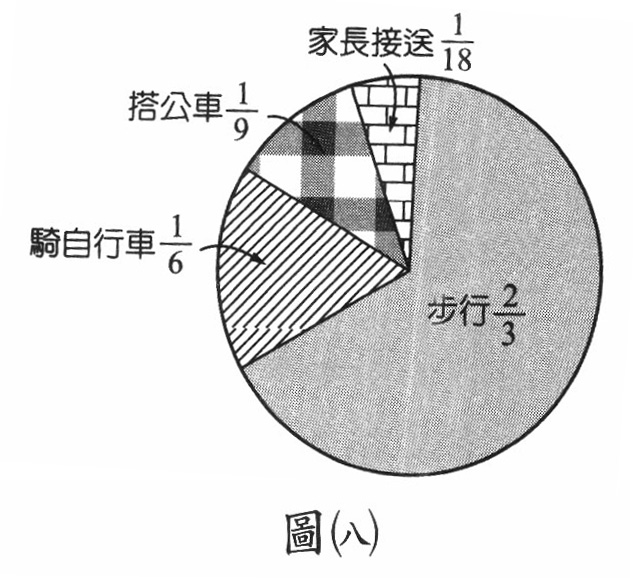 家長接送 1/18
搭公車 1/9
騎自行車 1/6
步行 2/3
圖(八)